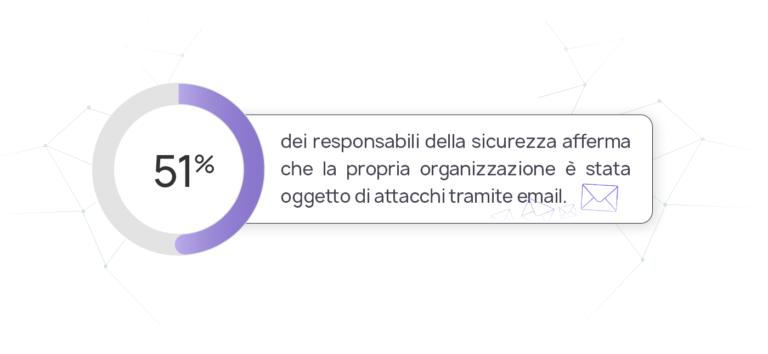 51%
dei responsabili della sicurezza afferma
che la propria organizzazione è stata
oggetto di attacchi tramite email.